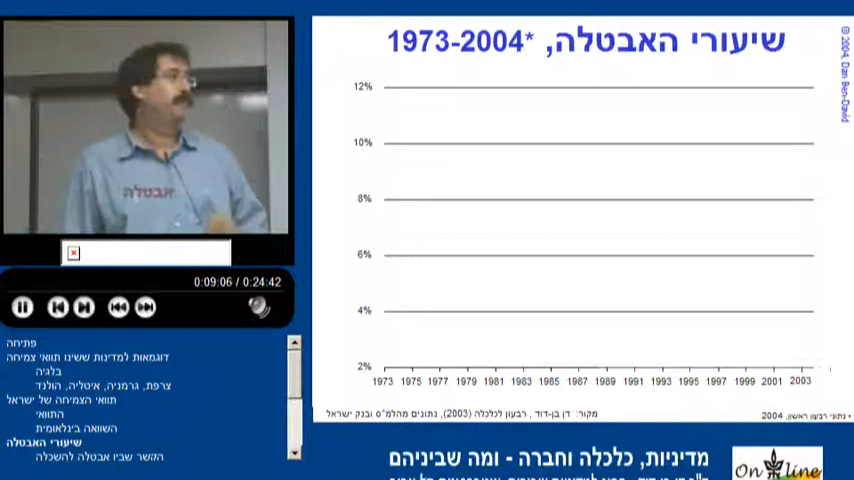 שיעורי האבטלה, *1973-2004
© 2004, Dan Ben-David
12%
10%
8%
6%
4%
2%
1973 1975 1977 1979 1981 1983 1985 1987 1989 1991 1993 1995 1997 1999 2001 2003
מקור: דן בן-דוד, רבעון לכלכלה (2003), נתונים מהלמ"ס ובנק ישראל
* נתוני רבעון ראשון, 2004
אבטלה
0:09:06 / 0:24:42
פתיחה
דוגמאות למדינות ששינו תוואי צמיחה
בלגיה
צרפת, גרמניה, איטליה, הולנד
תוואי הצמיחה של ישראל
התוואי
השוואה בינלאומית
שיעורי האבטלה
הקשר שבין אבטלה להשכלה
מדיניות, כלכלה וחברה - ומה שביניהם
On line